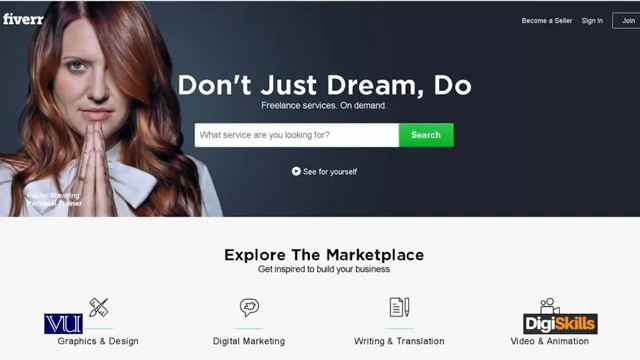 fiverr
Become a Seller
Sign In
Join
Don't Just Dream, Do
Freelance services. On demand.
What service are you looking for?
Search
See for yourself
Personal Trainer
Explore The Marketplace
Get inspired to build your business
VU
DigiSkills
Graphics & Design
Digital Marketing
Writing & Translation
Video & Animation